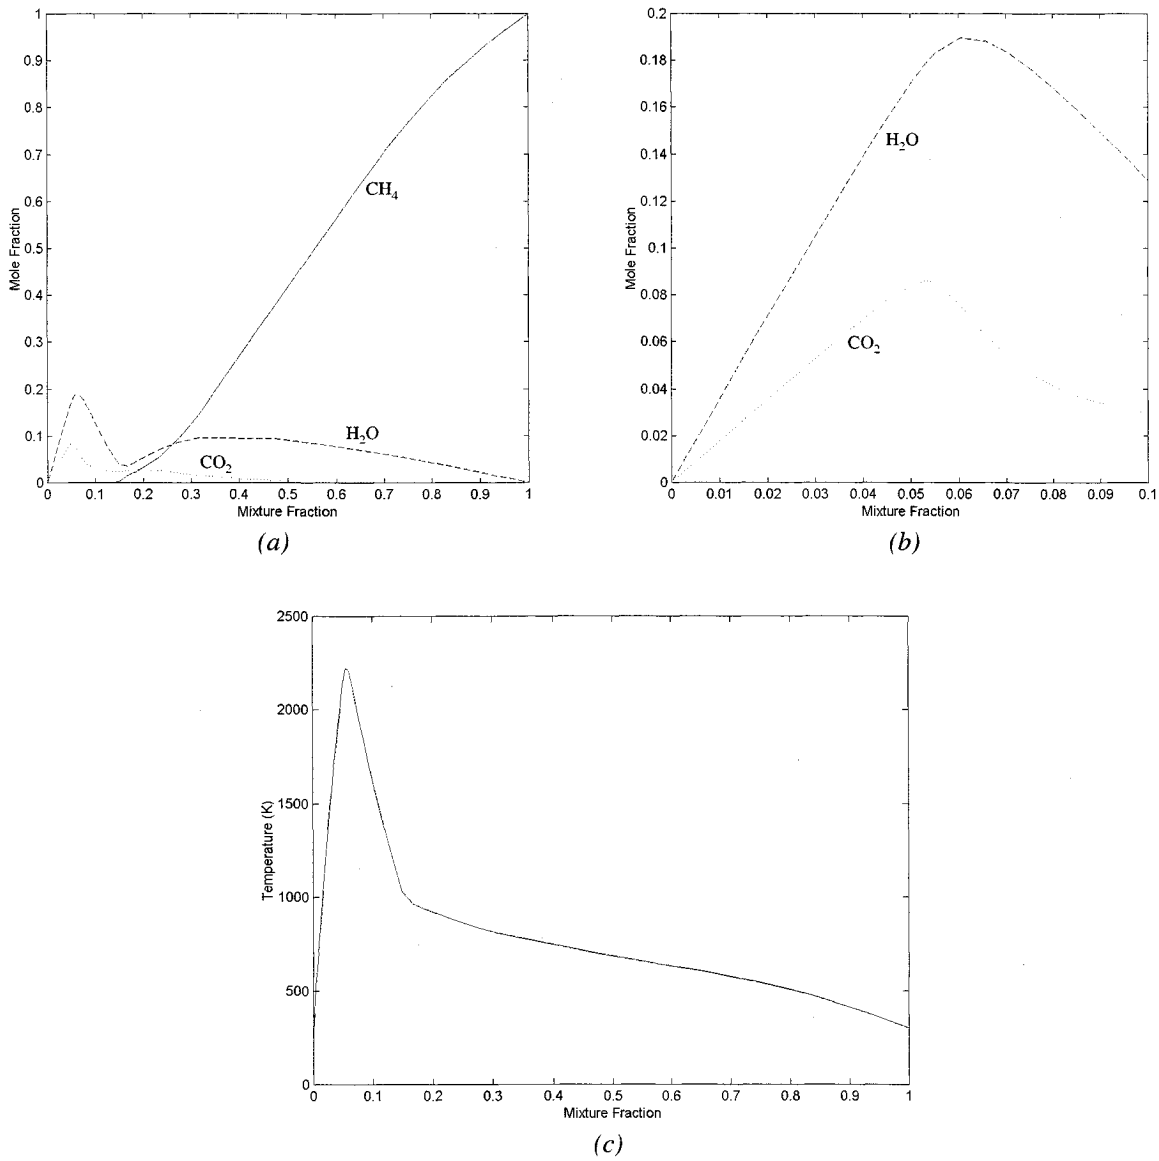 1
0.9
0.8
0.7
0.6
0.5
0.4
0.3
0.2
0.1
0
Mole Fraction
CH4
H2O
CO2
0 0.1 0.2 0.3 0.4 0.5 0.6 0.7 0.8 0.9 1
Mixture Fraction
(a)
0.2
0.18
0.16
0.14
0.12
0.1
0.08
0.06
0.04
0.02
0
Mole Fraction
H2O
CO2
0 0.01 0.02 0.03 0.04 0.05 0.06 0.07 0.08 0.09 0.1
Mixture Fraction
(b)
2500
2000
1500
1000
500
0
Temperature (K)
0 0.1 0.2 0.3 0.4 0.5 0.6 0.7 0.8 0.9 1
Mixture Fraction
(c)